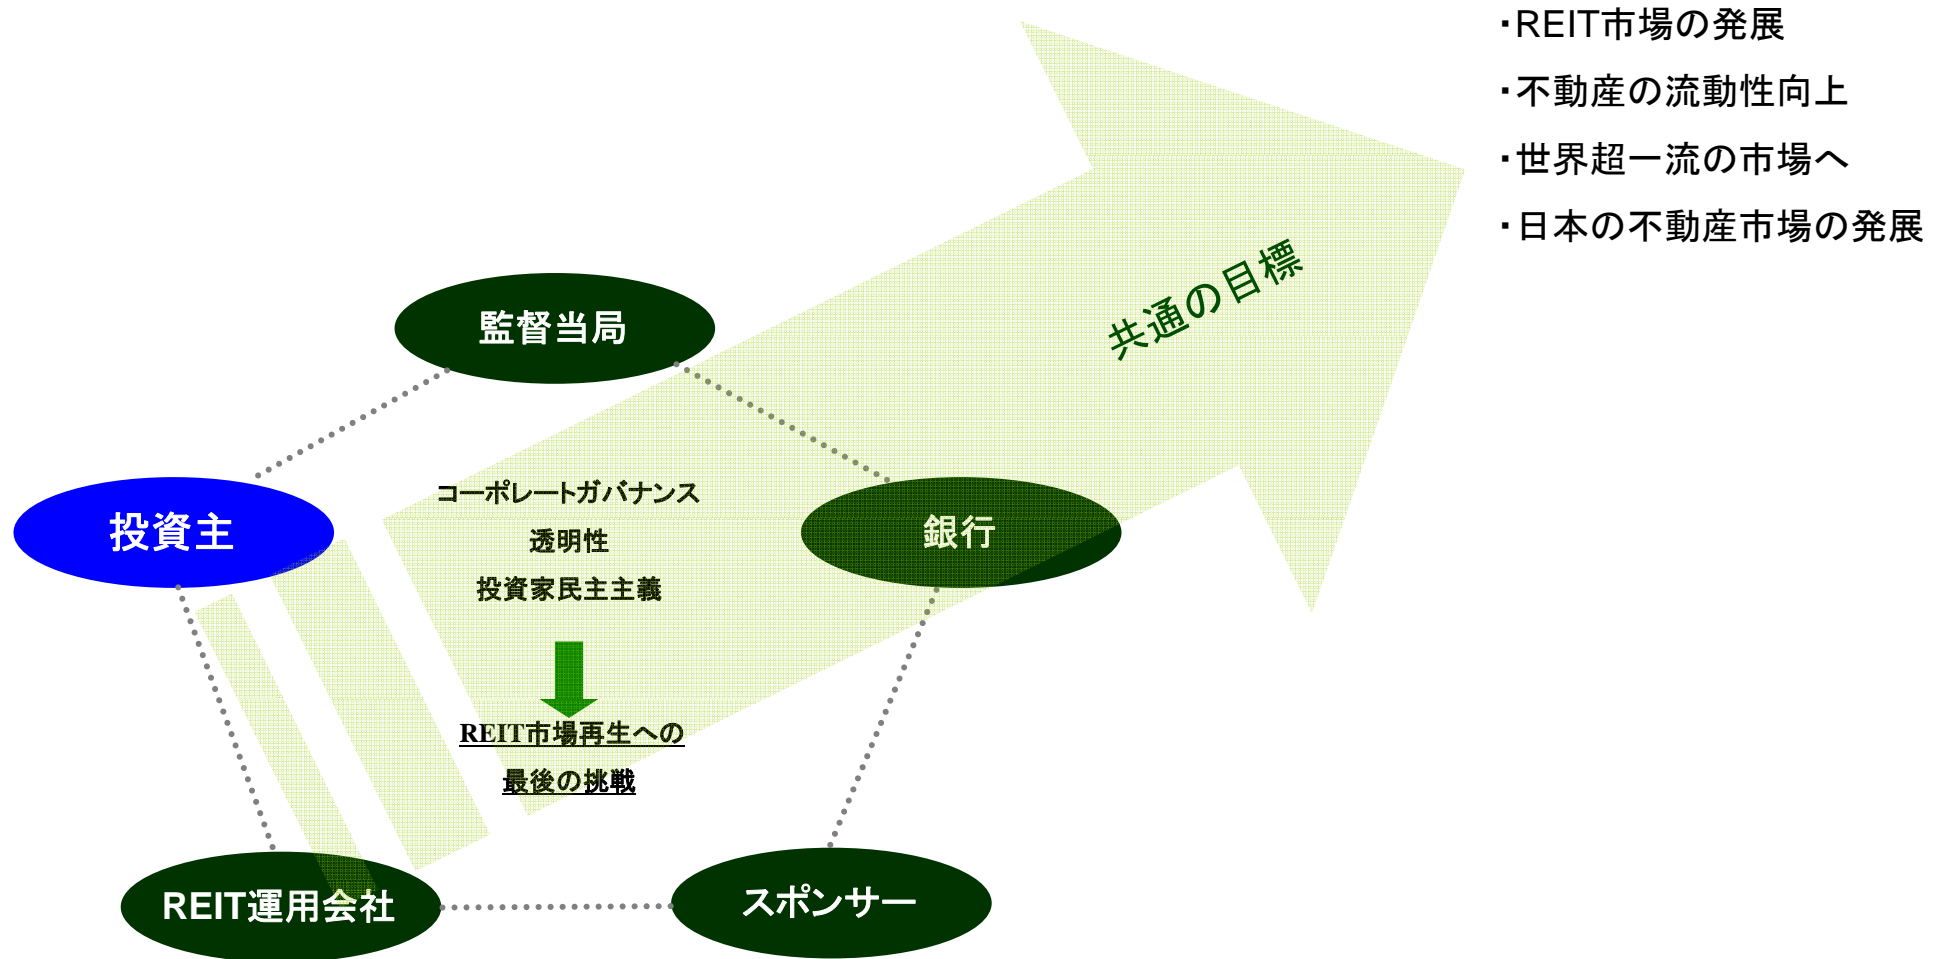 ・REIT市場の発展
・不動産の流動性向上
・世界超一流の市場へ
・日本の不動産市場の発展
共通の目標
監督当局
投資主
コーポレートガバナンス
透明性
投資家民主主義
銀行
REIT市場再生への
最後の挑戦
REIT運用会社
スポンサー